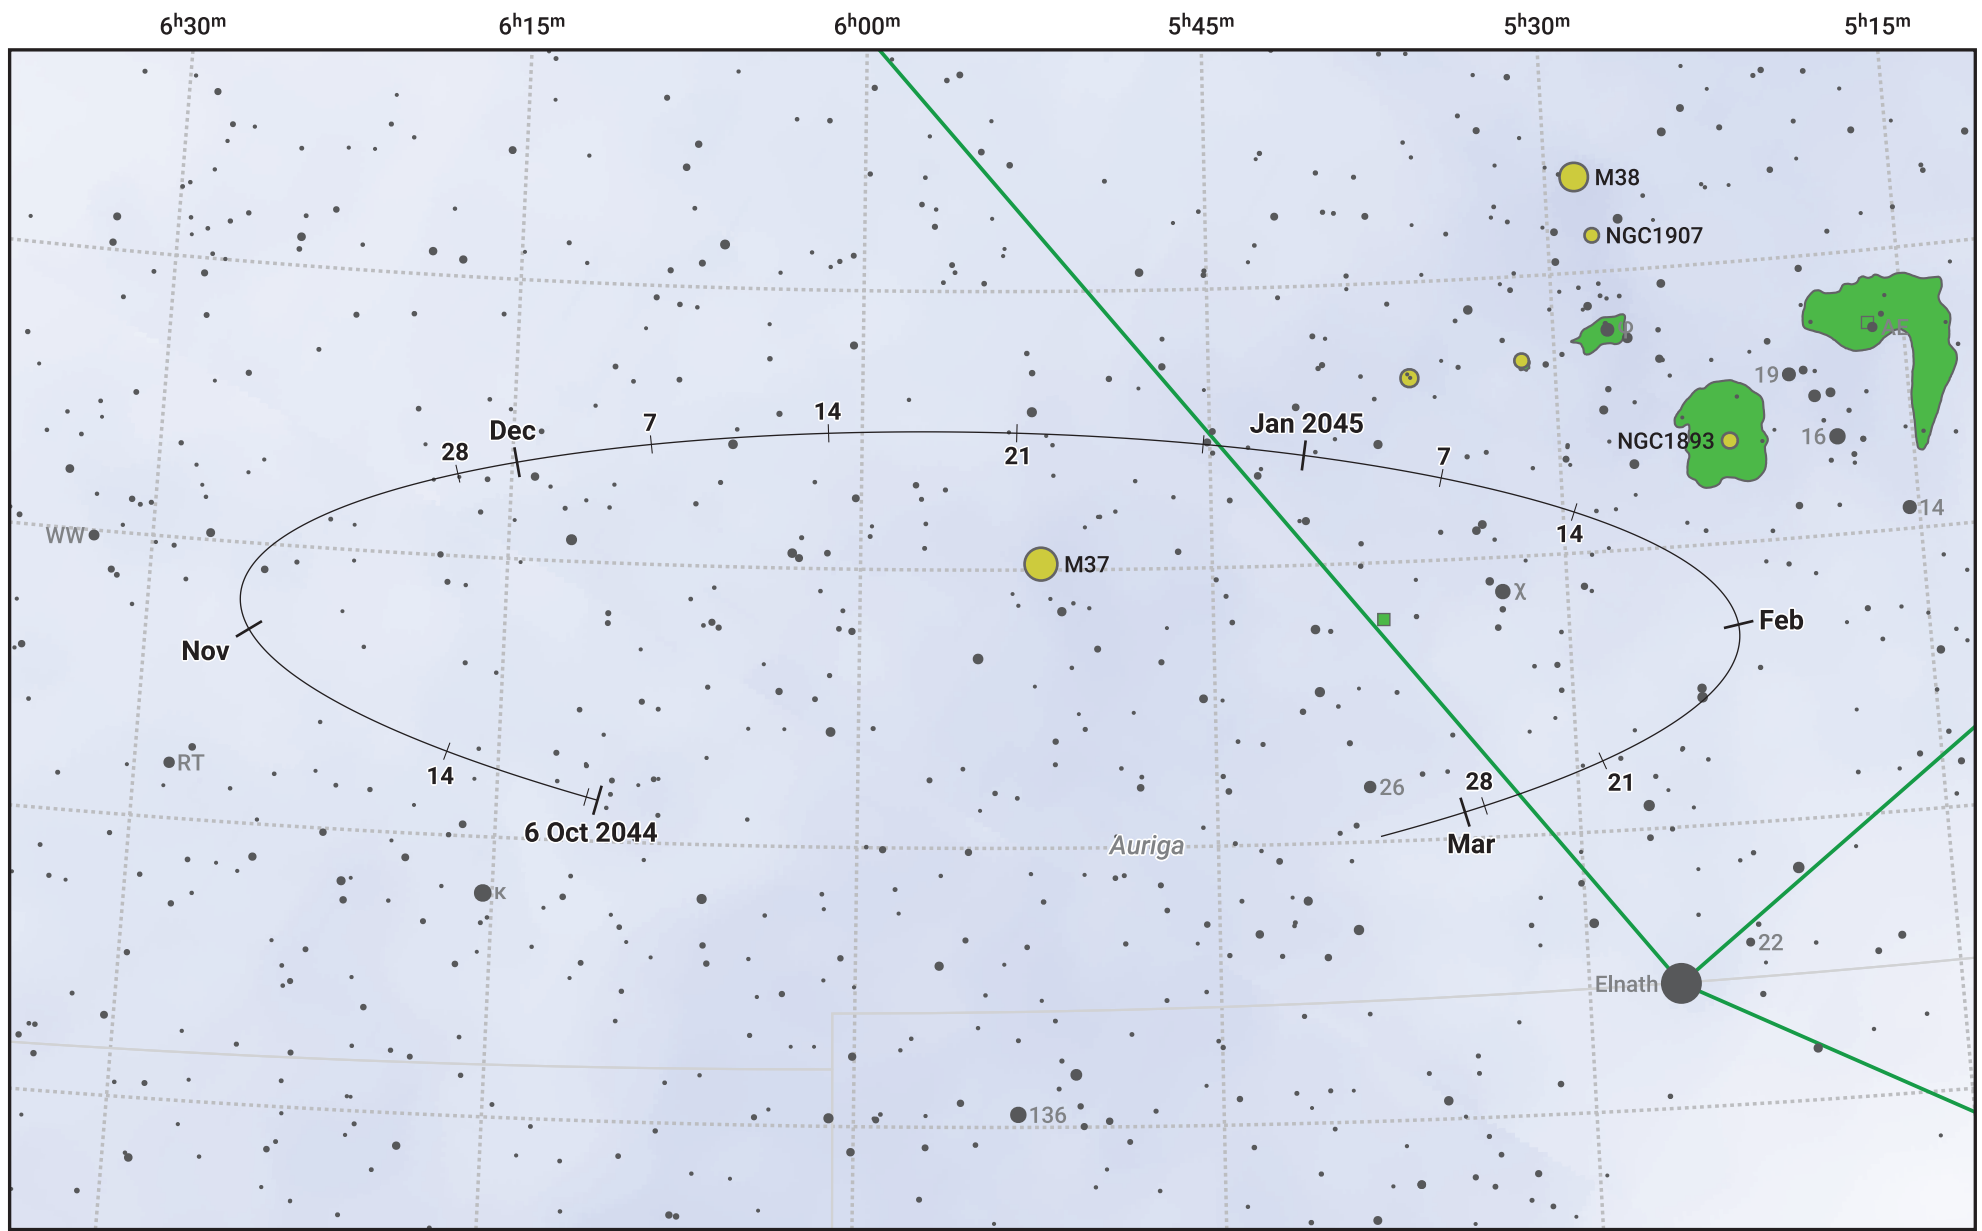 6h30m 6h15m 6h00m 5h45m 5h30m 5h15m
M38
NGC1907
φ
AE
19
Jan 2045
14
Dec
7
28
21
7
NGC1893
16
14
14
WW
M37
χ
Feb
Nov
RT
14
26
28
21
6 Oct 2044
Auriga
Mar
κ
22
Elnath
136